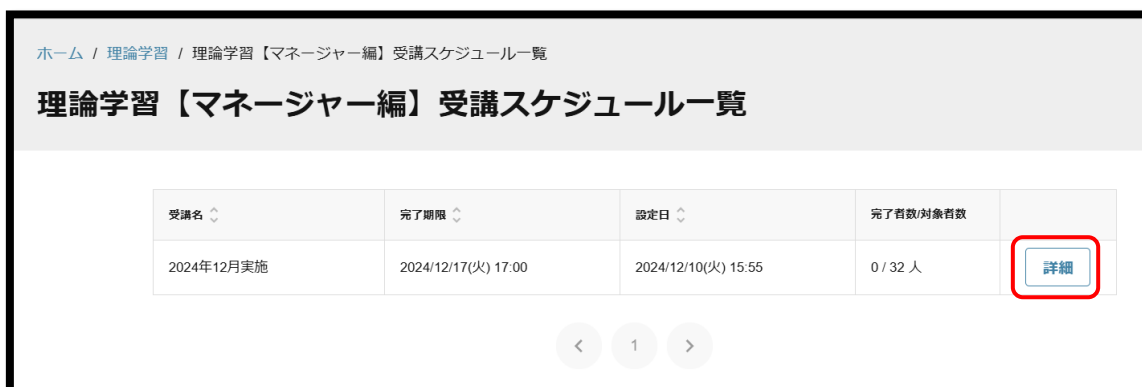 ホーム / 理論学習 / 理論学習【マネージャー編】受講スケジュール一覧
理論学習【マネージャー編】受講スケジュール一覧
受講名 完了期限 設定日 完了者数/対象者数
2024年12月実施 2024/12/17(火) 17:00 2024/12/10(火) 15:55 0 / 32 人 詳細
< 1 >